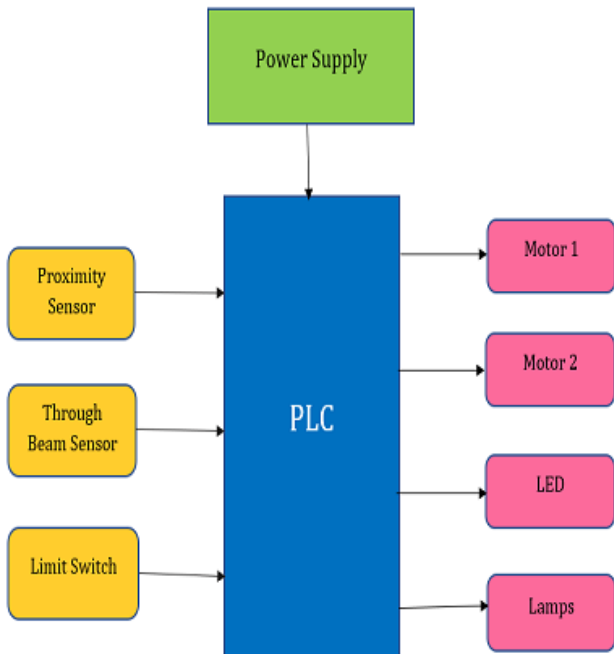 Power Supply
Proximity
Sensor
Through
Beam Sensor
Limit Switch
PLC
Motor 1
Motor 2
LED
Lamps